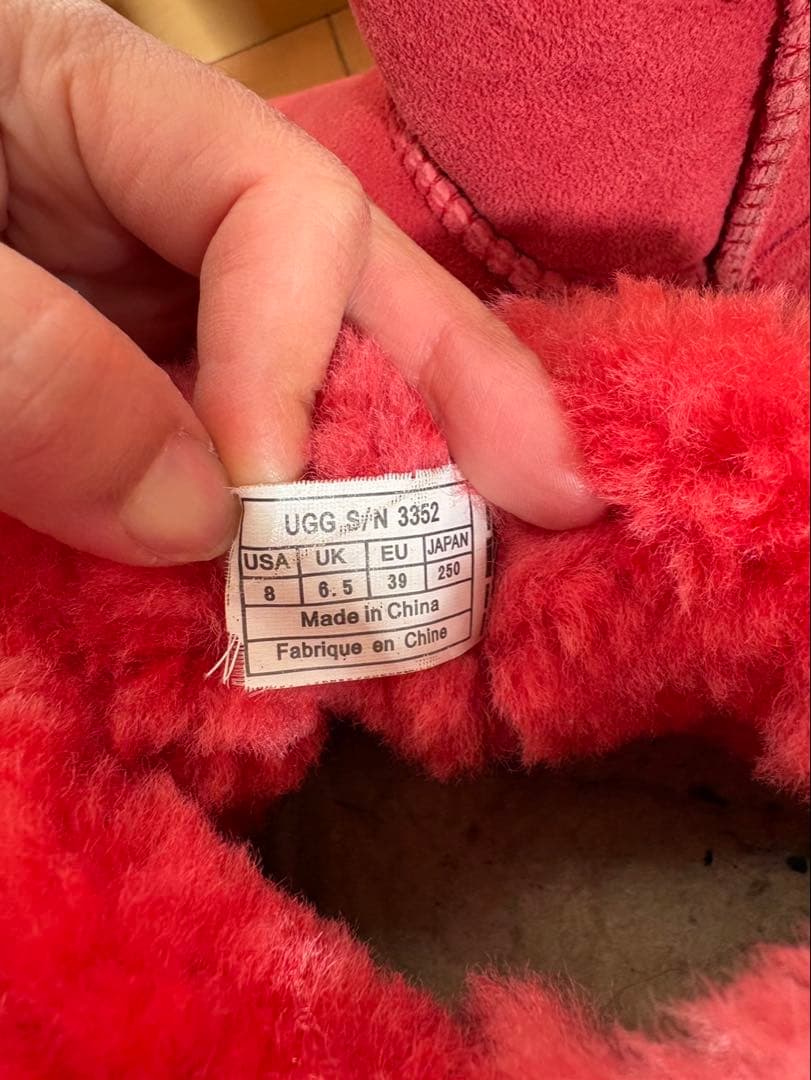 UGG S/N 3352
USA UK EU JAPAN
8 6.5 39 250
Made in China
Fabrique en Chine